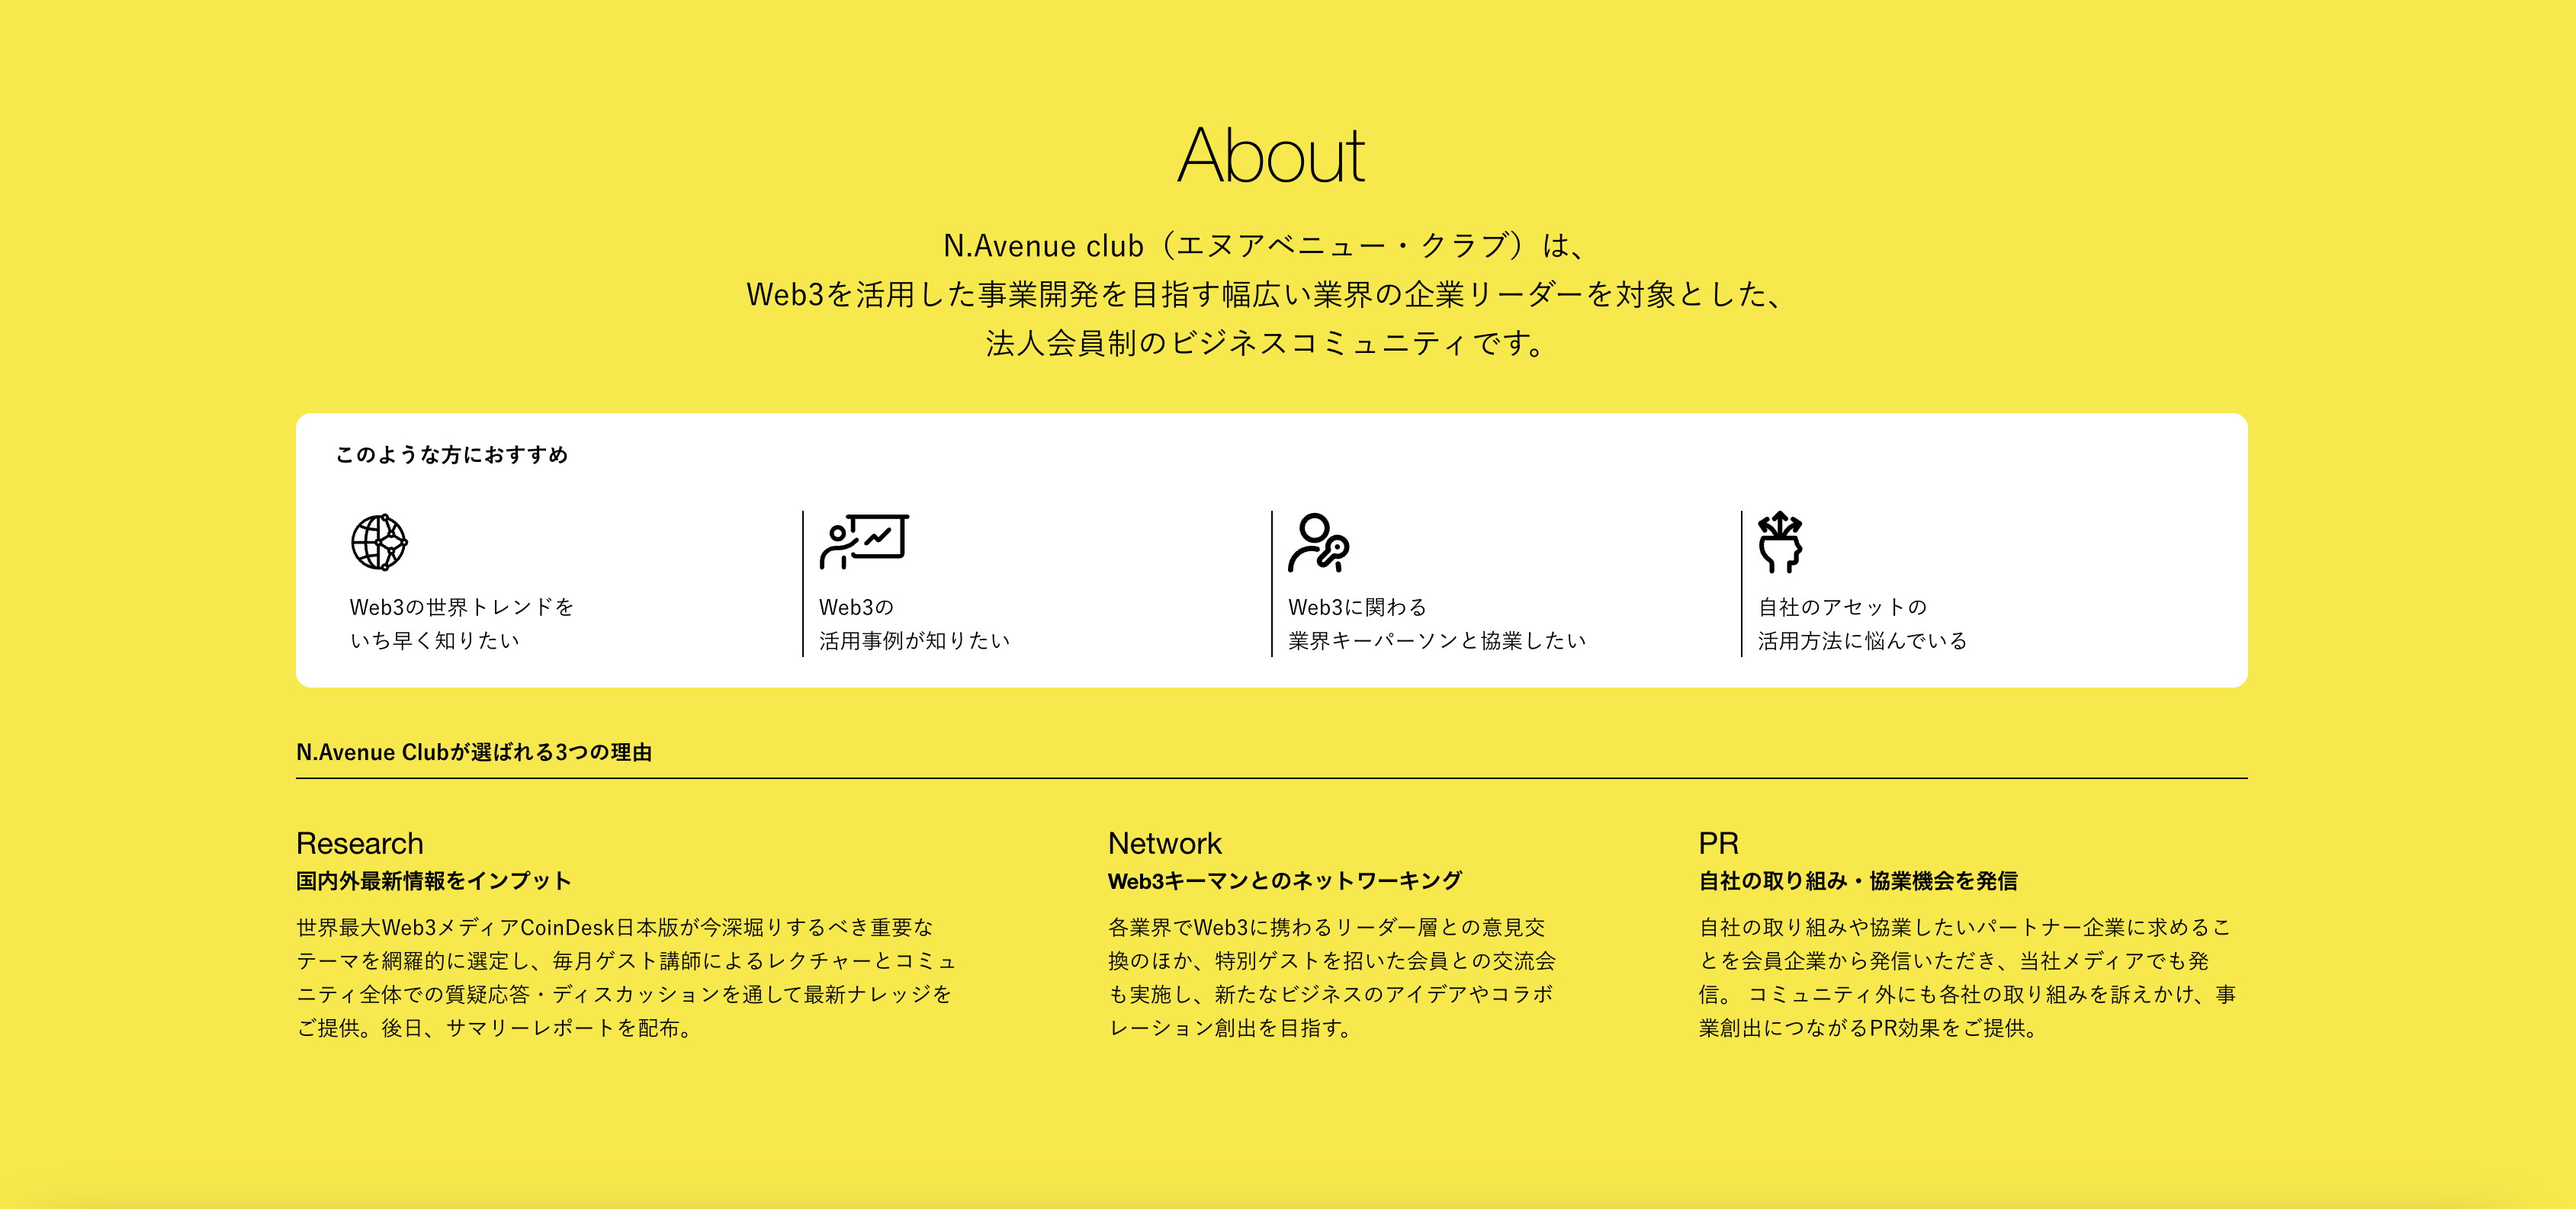 About
N.Avenue club（エヌアベニュー・クラブ）は、
Web3を活用した事業開発を目指す幅広い業界の企業リーダーを対象とした、
法人会員制のビジネスコミュニティです。
このような方におすすめ
Web3の世界トレンドを
いち早く知りたい
Web3の
活用事例が知りたい
Web3に関わる
業界キーパーソンと協業したい
自社のアセットの
活用方法に悩んでいる
N.Avenue Clubが選ばれる3つの理由
Research
国内外最新情報をインプット
世界最大Web3メディアCoinDesk日本版が今深堀りするべき重要な
テーマを網羅的に選定し、毎月ゲスト講師によるレクチャーとコミュ
ニティ全体での質疑応答・ディスカッションを通して最新ナレッジを
ご提供。後日、サマリーレポートを配布。
Network
Web3キーマンとのネットワーキング
各業界でWeb3に携わるリーダー層との意見交
換のほか、特別ゲストを招いた会員との交流会
も実施し、新たなビジネスのアイデアやコラボ
レーション創出を目指す。
PR
自社の取り組み・協業機会を発信
自社の取り組みや協業したいパートナー企業に求めるこ
とを会員企業から発信いただき、当社メディアでも発
信。 コミュニティ外にも各社の取り組みを訴えかけ、事
業創出につながるPR効果をご提供。